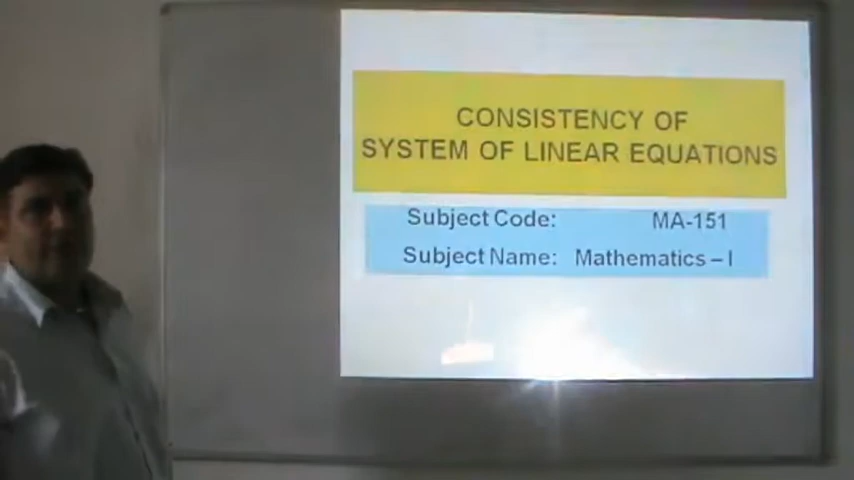 CONSISTENCY OF
SYSTEM OF LINEAR EQUATIONS
Subject Code: MA-151
Subject Name: Mathematics – I